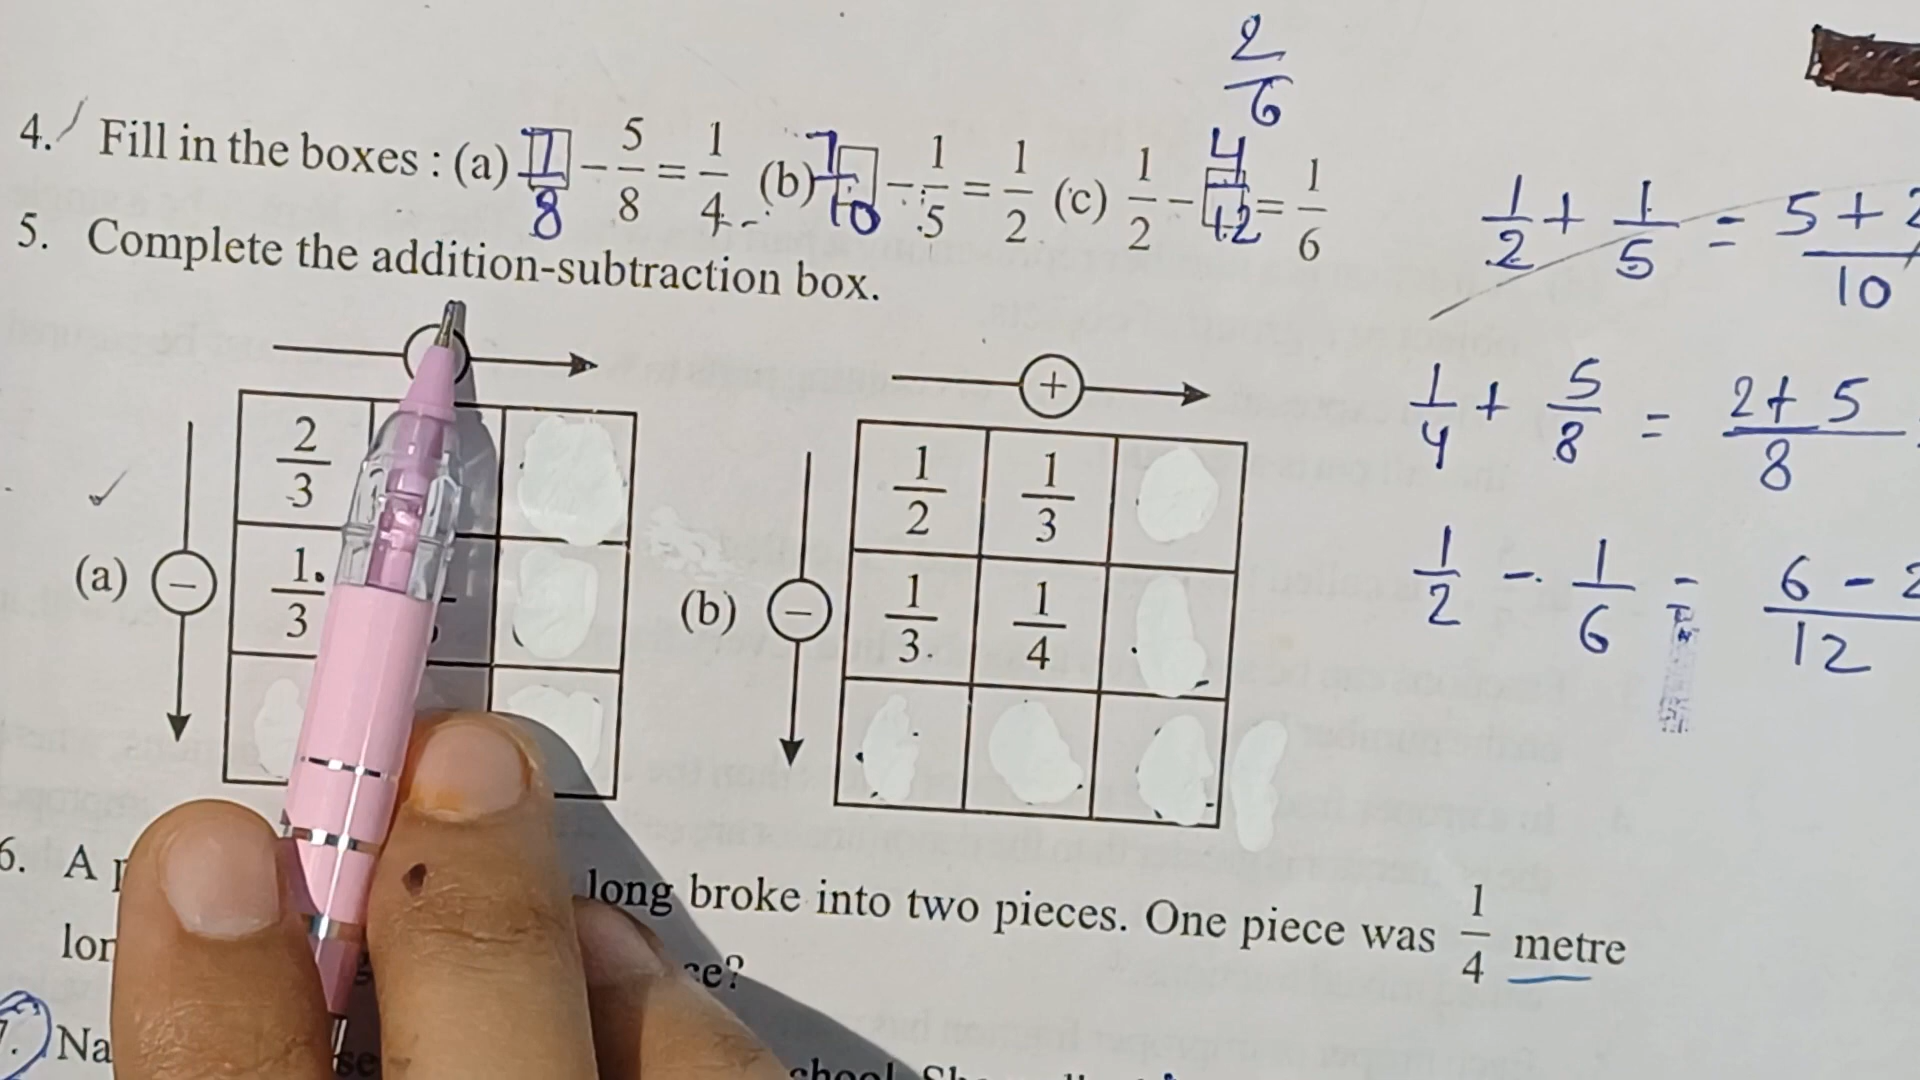 2/6
4. Fill in the boxes : (a) 7/8 − 5/8 = 1/4 (b) 7/10 − 1/5 = 1/2 (c) 1/2 − 4/12 = 1/6
5. Complete the addition-subtraction box.
+
2/3
(a) −
1/3
+
1/2 1/3
(b) −
1/3 1/4
6. A long broke into two pieces. One piece was 1/4 metre
7.
1/2 + 1/5 = 5 + 2/10
1/4 + 5/8 = 2 + 5/8
1/2 − 1/6 = 6 − 2/12